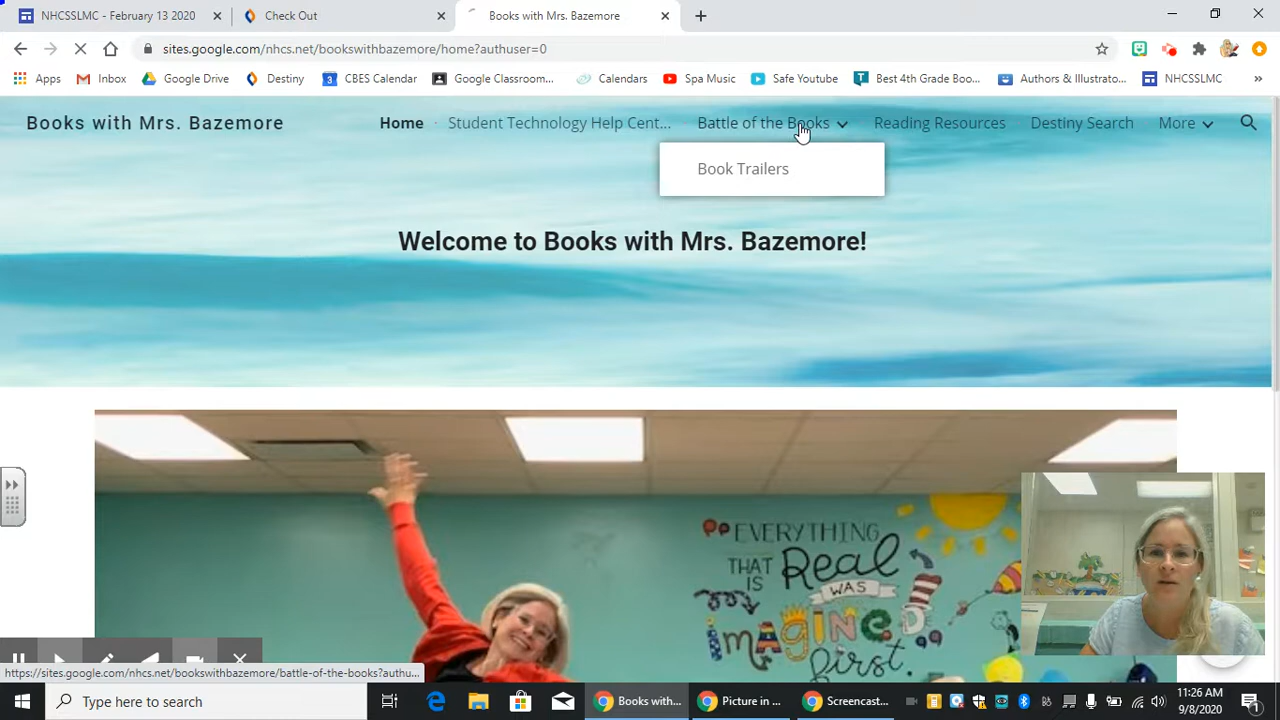 NHCSSLMC - February 13 2020
Check Out
Books with Mrs. Bazemore
sites.google.com/nhcs.net/bookswithbazemore/home?authuser=0
Apps
Inbox
Google Drive
Destiny
3
CBES Calendar
Google Classroom...
Calendars
Spa Music
Safe Youtube
T
Best 4th Grade Boo...
Authors & Illustrato...
NHCSSLMC
»
Books with Mrs. Bazemore
Home
Student Technology Help Cent...
Battle of the Books
Reading Resources
Destiny Search
More
Book Trailers
Welcome to Books with Mrs. Bazemore!
EVERYTHING
THAT IS Real
WAS
imagined
first.
https://sites.google.com/nhcs.net/bookswithbazemore/battle-of-the-books?authu...
Type here to search
Books with...
Picture in ...
Screencast...
11:26 AM
9/8/2020
1